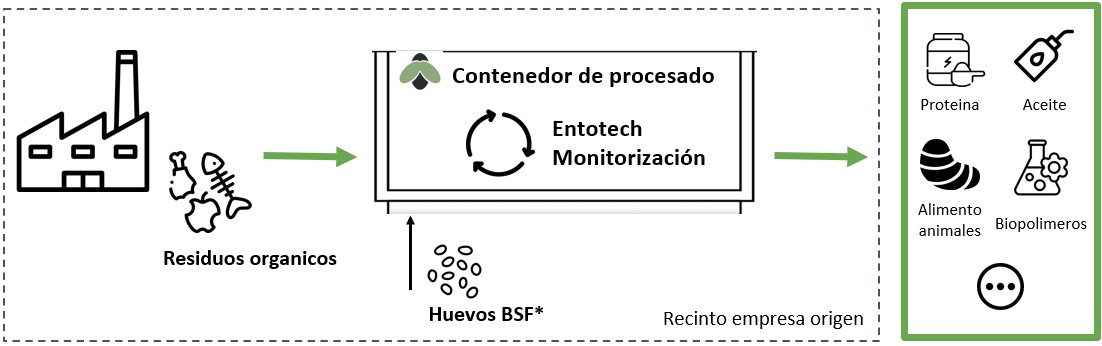 Contenedor de procesado
Entotech
Monitorización
Residuos organicos
Huevos BSF*
Recinto empresa origen
Proteina
Aceite
Alimento
animales
Biopolimeros